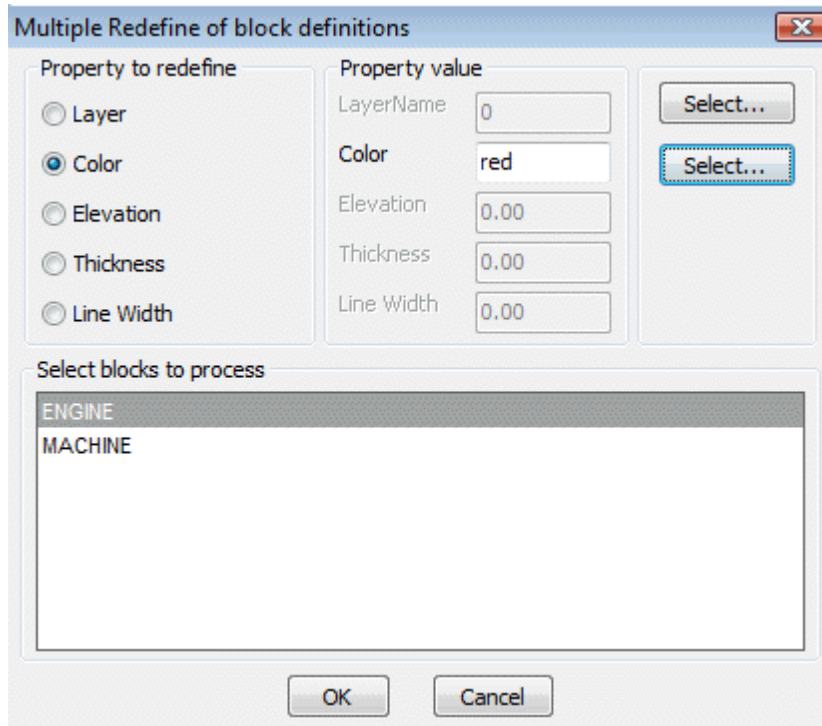 Multiple Redefine of block definitions
Property to redefine
Layer
Color
Elevation
Thickness
Line Width
Property value
LayerName 0
Color red
Elevation 0.00
Thickness 0.00
Line Width 0.00
Select...
Select...
Select blocks to process
ENGINE
MACHINE
OK Cancel